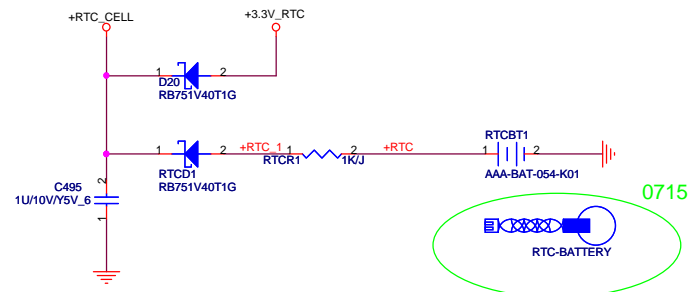 +RTC_CELL
+3.3V_RTC
1 2
D20
RB751V40T1G
1 2 +RTC_1 1 2 +RTC
RTCR1 1K/J
RTCD1
RB751V40T1G
RTCBT1
1 2
AAA-BAT-054-K01
C495
1U/10V/Y5V_6
2
1
0715
RTC-BATTERY